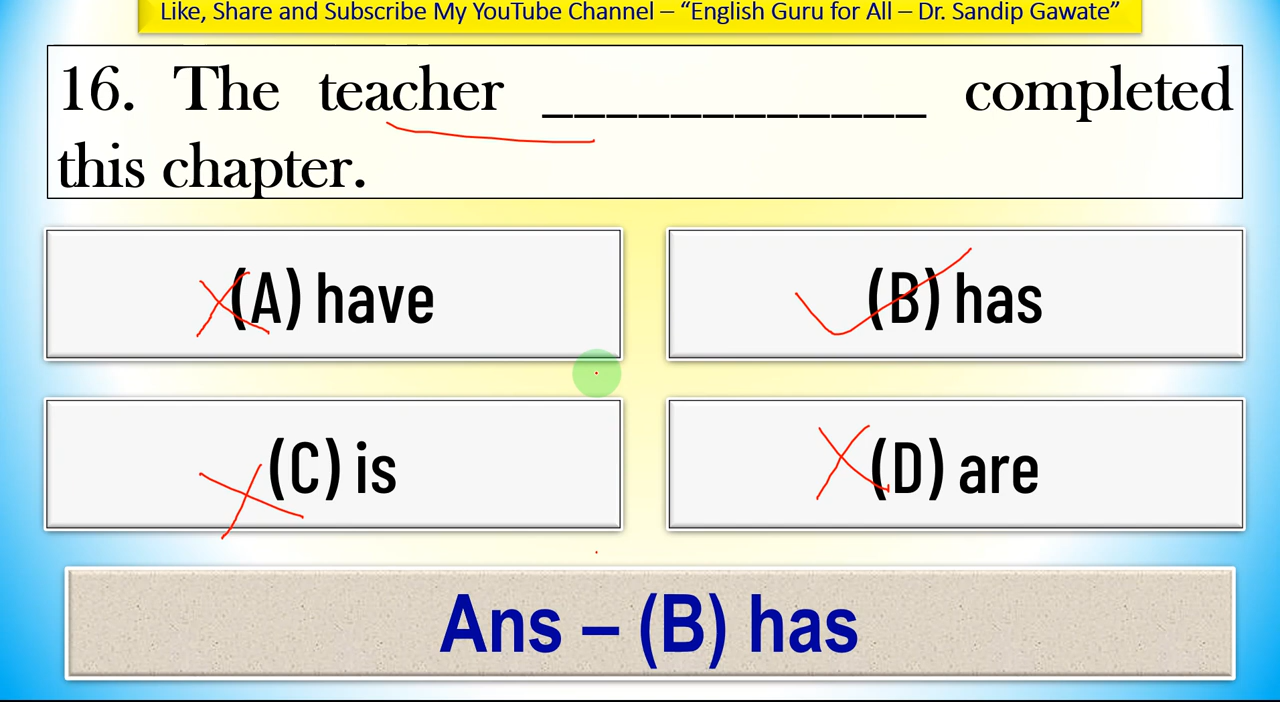 Like, Share and Subscribe My YouTube Channel – “English Guru for All – Dr. Sandip Gawate”
16. The teacher ____________ completed
this chapter.
(A) have
(B) has
(C) is
(D) are
Ans – (B) has